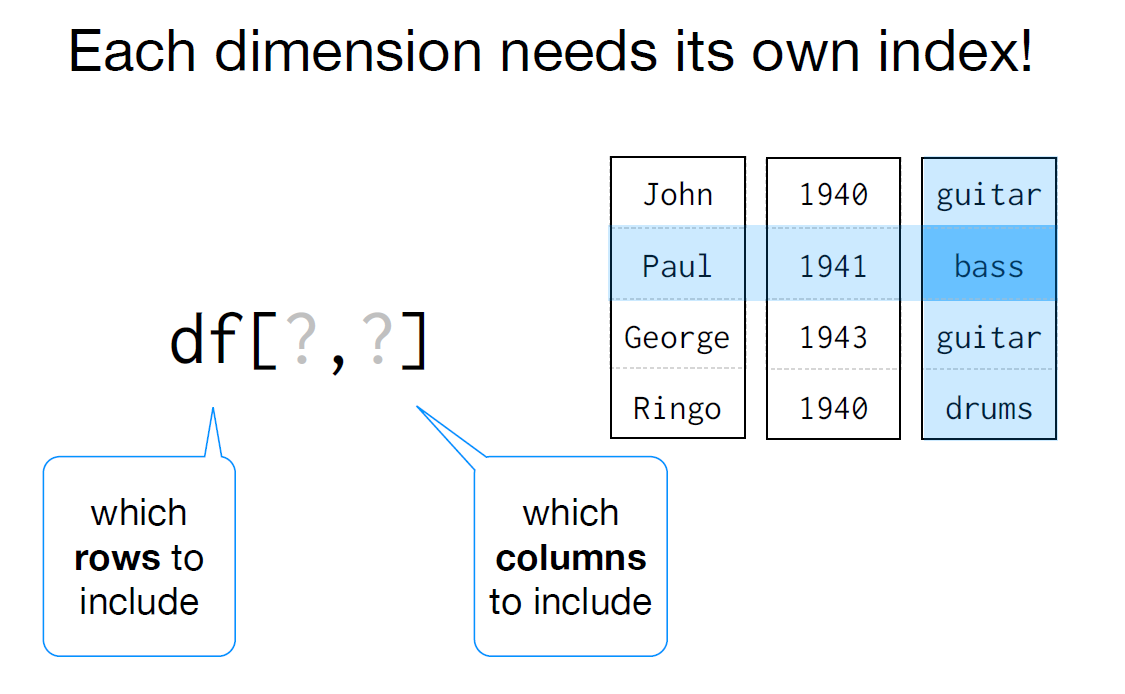 Each dimension needs its own index!
John 1940 guitar
Paul 1941 bass
George 1943 guitar
Ringo 1940 drums
df[?,?]
which
rows to
include
which
columns
to include